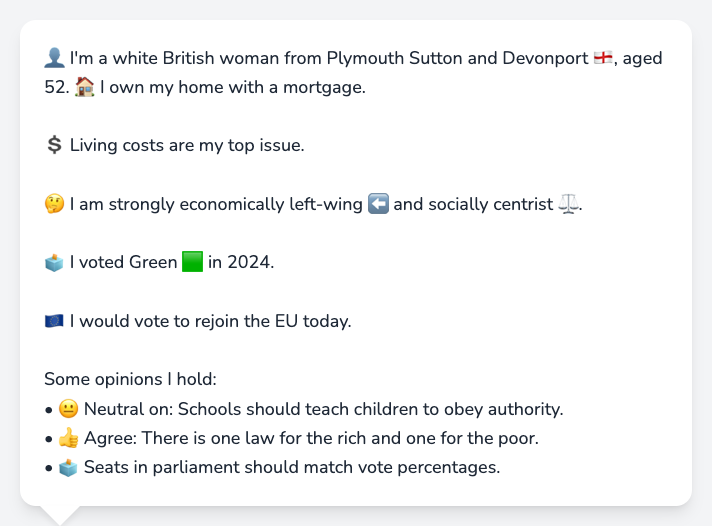 👤 I'm a white British woman from Plymouth Sutton and Devonport 🏴󠁧󠁢󠁥󠁮󠁧󠁿, aged
52. 🏠 I own my home with a mortgage.
💲 Living costs are my top issue.
🤔 I am strongly economically left-wing ⬅️ and socially centrist ⚖️.
🗳️ I voted Green 🟩 in 2024.
🇪🇺 I would vote to rejoin the EU today.
Some opinions I hold:
• 😐 Neutral on: Schools should teach children to obey authority.
• 👍 Agree: There is one law for the rich and one for the poor.
• 🗳️ Seats in parliament should match vote percentages.